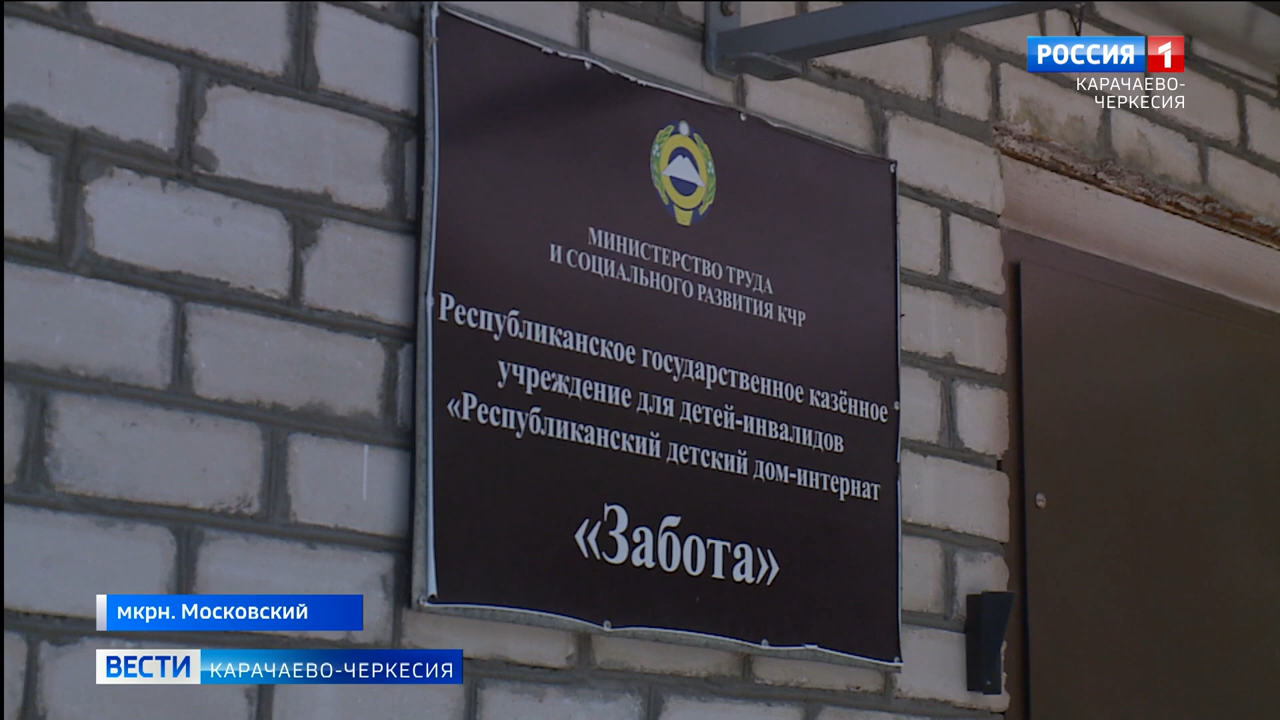 РОССИЯ 1
КАРАЧАЕВО-
ЧЕРКЕСИЯ
МИНИСТЕРСТВО ТРУДА
И СОЦИАЛЬНОГО РАЗВИТИЯ КЧР
Республиканское государственное казённое
учреждение для детей-инвалидов
«Республиканский детский дом-интернат
«Забота»
мкрн. Московский
ВЕСТИ КАРАЧАЕВО-ЧЕРКЕСИЯ